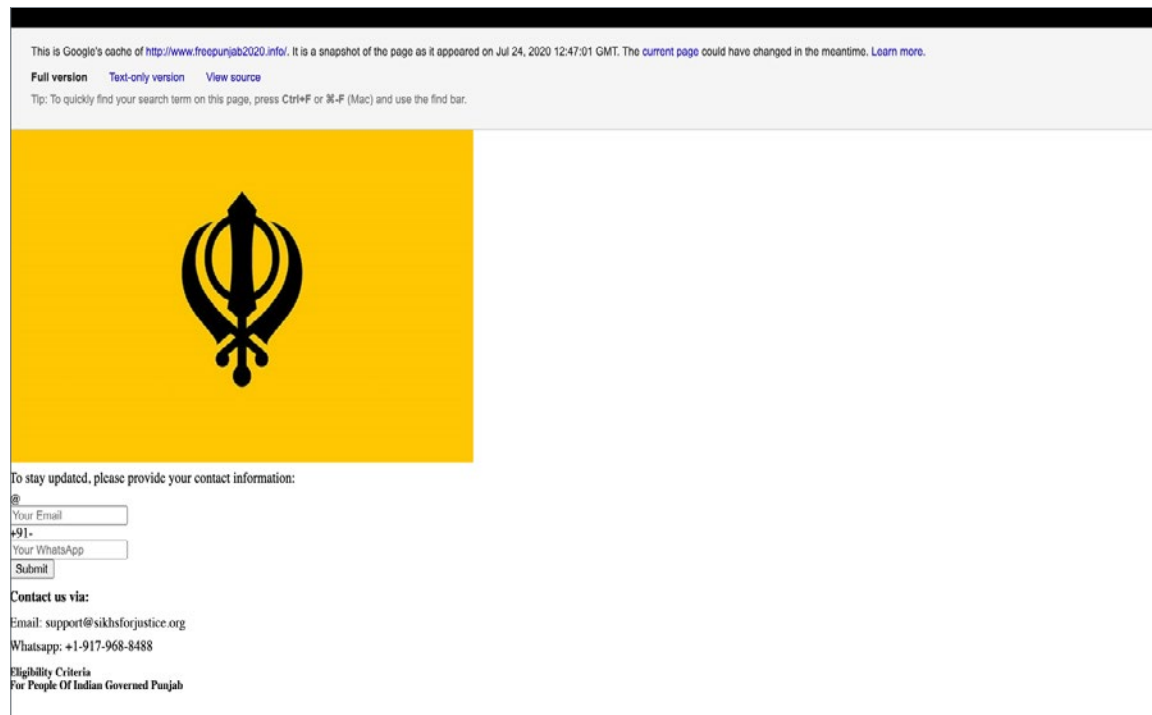 This is Google's cache of http://www.freepunjab2020.info/. It is a snapshot of the page as it appeared on Jul 24, 2020 12:47:01 GMT. The current page could have changed in the meantime. Learn more.
Full version Text-only version View source
Tip: To quickly find your search term on this page, press Ctrl+F or ⌘-F (Mac) and use the find bar.
To stay updated, please provide your contact information:
@
Your Email
+91-
Your WhatsApp
Submit
Contact us via:
Email: support@sikhsforjustice.org
Whatsapp: +1-917-968-8488
Eligibility Criteria
For People Of Indian Governed Punjab